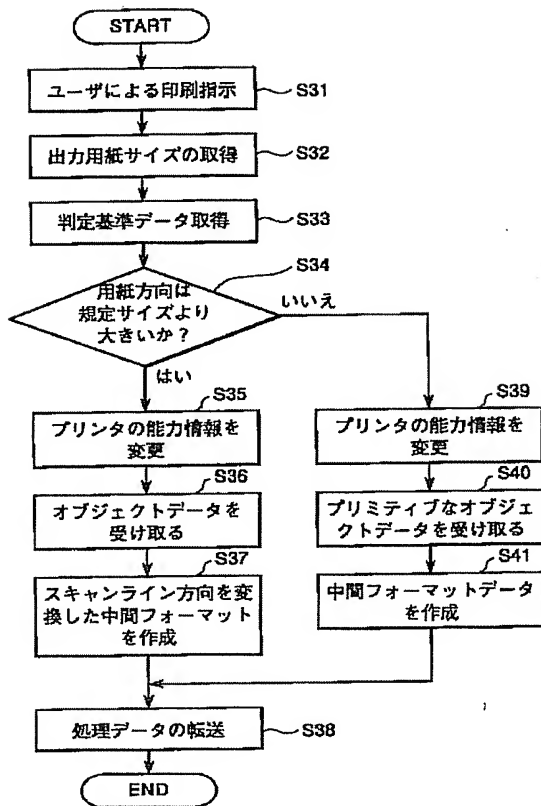 START
ユーザによる印刷指示
S31
出力用紙サイズの取得
S32
判定基準データ取得
S33
S34
用紙方向は
規定サイズより
大きいか?
いいえ
はい
S35
プリンタの能力情報を
変更
S36
オブジェクトデータを
受け取る
S37
スキャンライン方向を変
換した中間フォーマット
を作成
S39
プリンタの能力情報を
変更
S40
プリミティブなオブジェ
クトデータを受け取る
S41
中間フォーマットデータ
を作成
処理データの転送
S38
END